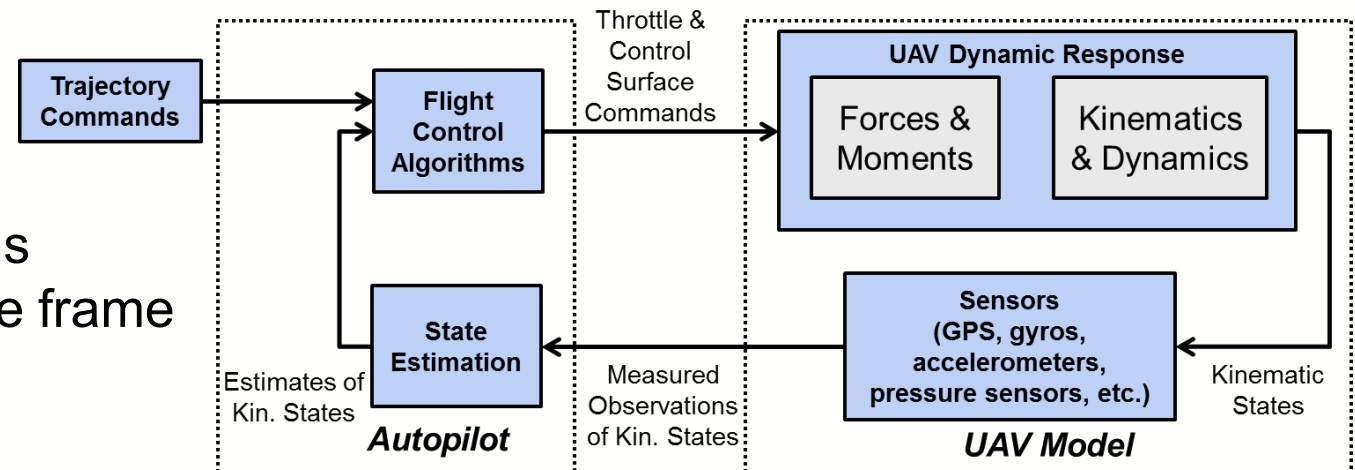 Trajectory
Commands
Flight
Control
Algorithms
Throttle &
Control
Surface
Commands
UAV Dynamic Response
Forces &
Moments
Kinematics
& Dynamics
s
e frame
State
Estimation
Sensors
(GPS, gyros,
accelerometers,
pressure sensors, etc.)
Estimates of
Kin. States
Measured
Observations
of Kin. States
Kinematic
States
Autopilot
UAV Model